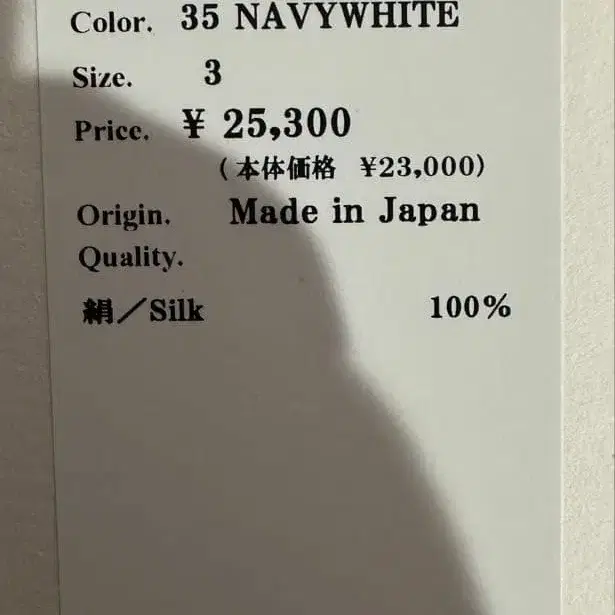 Color. 35 NAVYWHITE
Size. 3
Price. ¥ 25,300
(本体価格 ¥23,000)
Origin. Made in Japan
Quality.
絹／Silk 100%